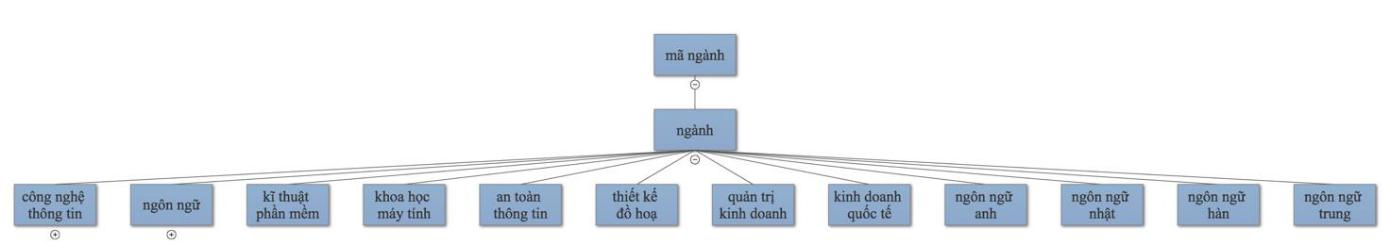 mã ngành
ngành
công nghệ
thông tin
ngôn ngữ
kĩ thuật
phần mềm
khoa học
máy tính
an toàn
thông tin
thiết kế
đồ hoạ
quản trị
kinh doanh
kinh doanh
quốc tế
ngôn ngữ
anh
ngôn ngữ
nhật
ngôn ngữ
hàn
ngôn ngữ
trung